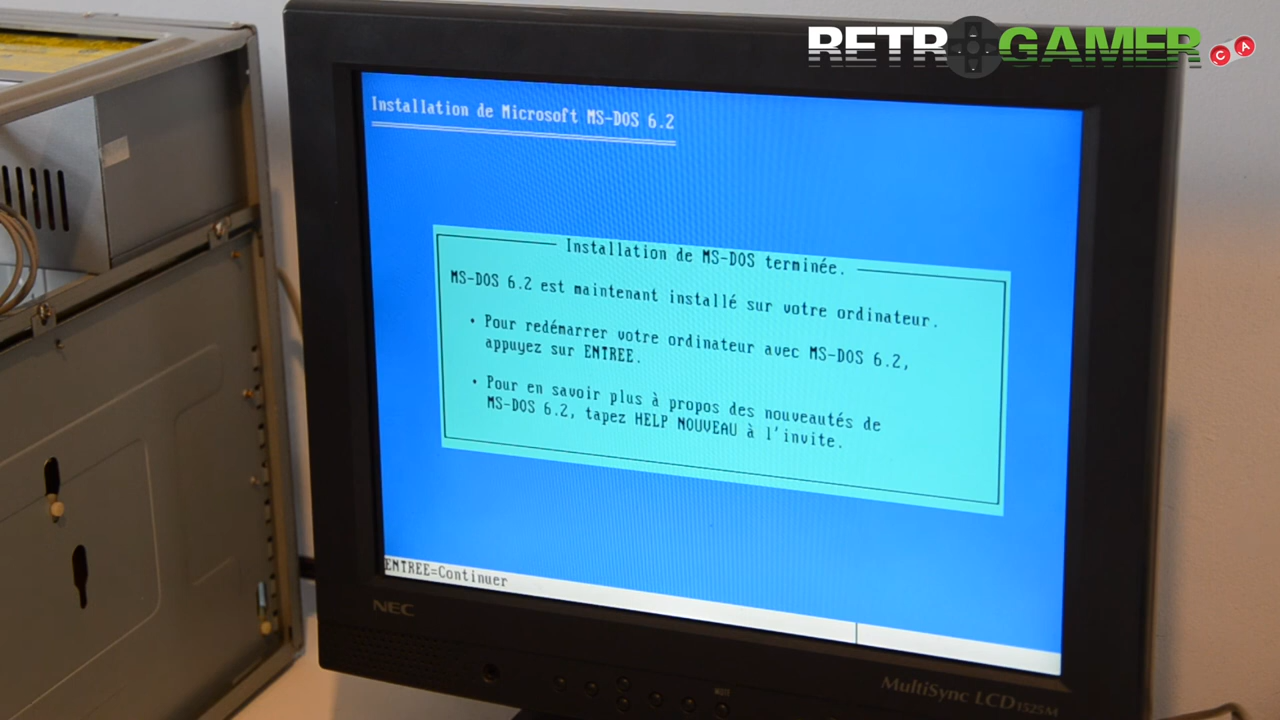 RETROGAMER CA
Installation de Microsoft MS-DOS 6.2
Installation de MS-DOS terminée.
MS-DOS 6.2 est maintenant installé sur votre ordinateur.
• Pour redémarrer votre ordinateur avec MS-DOS 6.2,
appuyez sur ENTREE.
• Pour en savoir plus à propos des nouveautés de
MS-DOS 6.2, tapez HELP NOUVEAU à l'invite.
ENTREE=Continuer
NEC
MultiSync LCD1525M